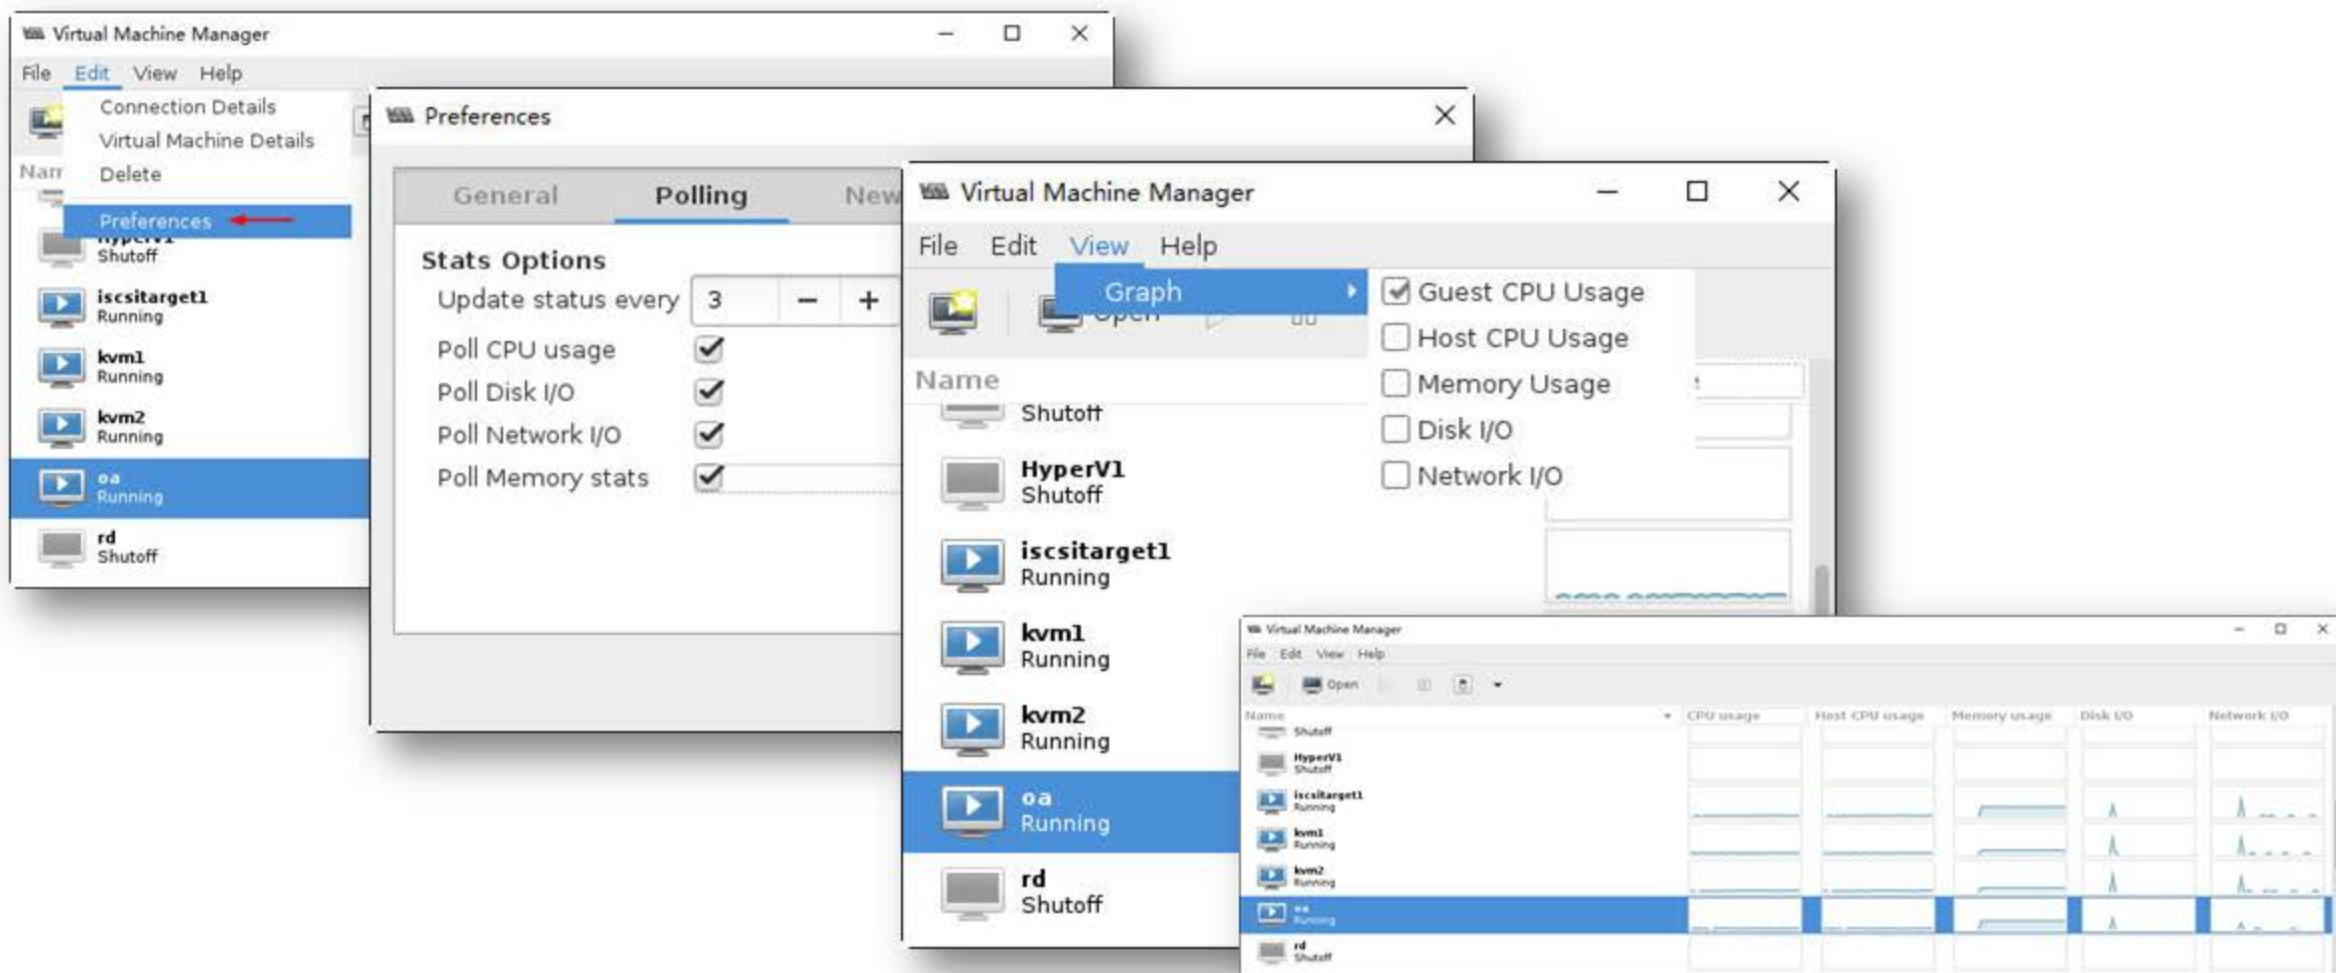 Virtual Machine Manager
File Edit View Help
Connection Details
Virtual Machine Details
Delete
Preferences
Shutoff
iscsitarget1
Running
kvm1
Running
kvm2
Running
oa
Running
rd
Shutoff
Preferences
General Polling New
Stats Options
Update status every 3 − +
Poll CPU usage
Poll Disk I/O
Poll Network I/O
Poll Memory stats
Virtual Machine Manager
File Edit View Help
Graph
Guest CPU Usage
Host CPU Usage
Memory Usage
Disk I/O
Network I/O
Open
Name
Shutoff
HyperV1
Shutoff
iscsitarget1
Running
kvm1
Running
kvm2
Running
oa
Running
rd
Shutoff
Virtual Machine Manager
File Edit View Help
Open
Name CPU usage Host CPU usage Memory usage Disk I/O Network I/O
Shutoff
HyperV1
Shutoff
iscsitarget1
Running
kvm1
Running
kvm2
Running
oa
Running
rd
Shutoff